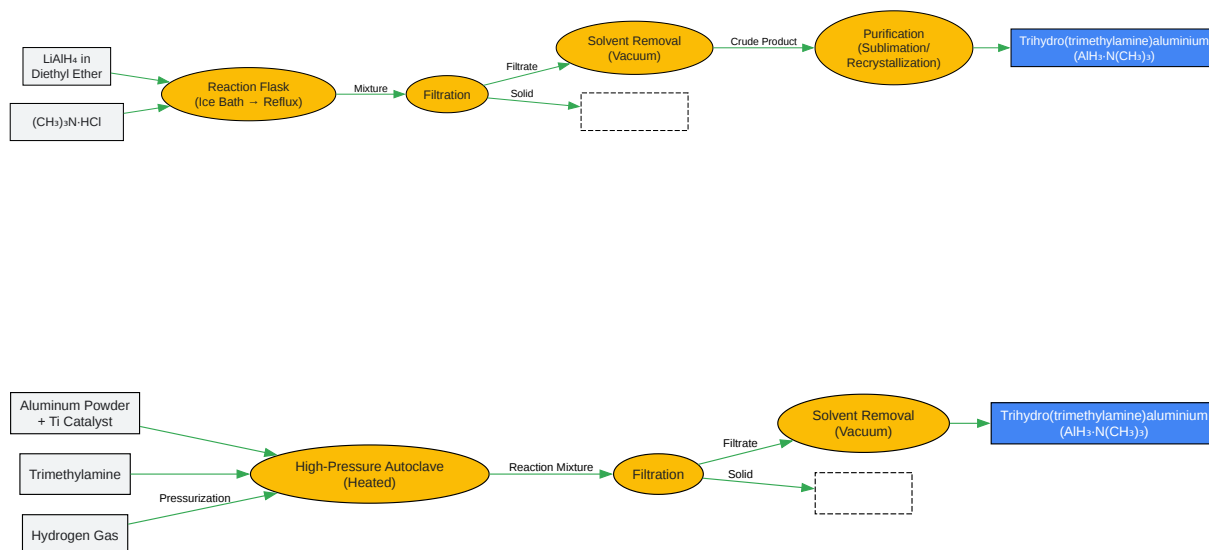 LiAlH₄ in
Diethyl Ether
(CH₃)₃N·HCl
Reaction Flask
(Ice Bath → Reflux)
Mixture
Filtration
Filtrate
Solid
Solvent Removal
(Vacuum)
Crude Product
Purification
(Sublimation/
Recrystallization)
Trihydro(trimethylamine)aluminium
(AlH₃·N(CH₃)₃)
Aluminum Powder
+ Ti Catalyst
Trimethylamine
Hydrogen Gas
Pressurization
High-Pressure Autoclave
(Heated)
Reaction Mixture
Filtration
Filtrate
Solid
Solvent Removal
(Vacuum)
Trihydro(trimethylamine)aluminium
(AlH₃·N(CH₃)₃)